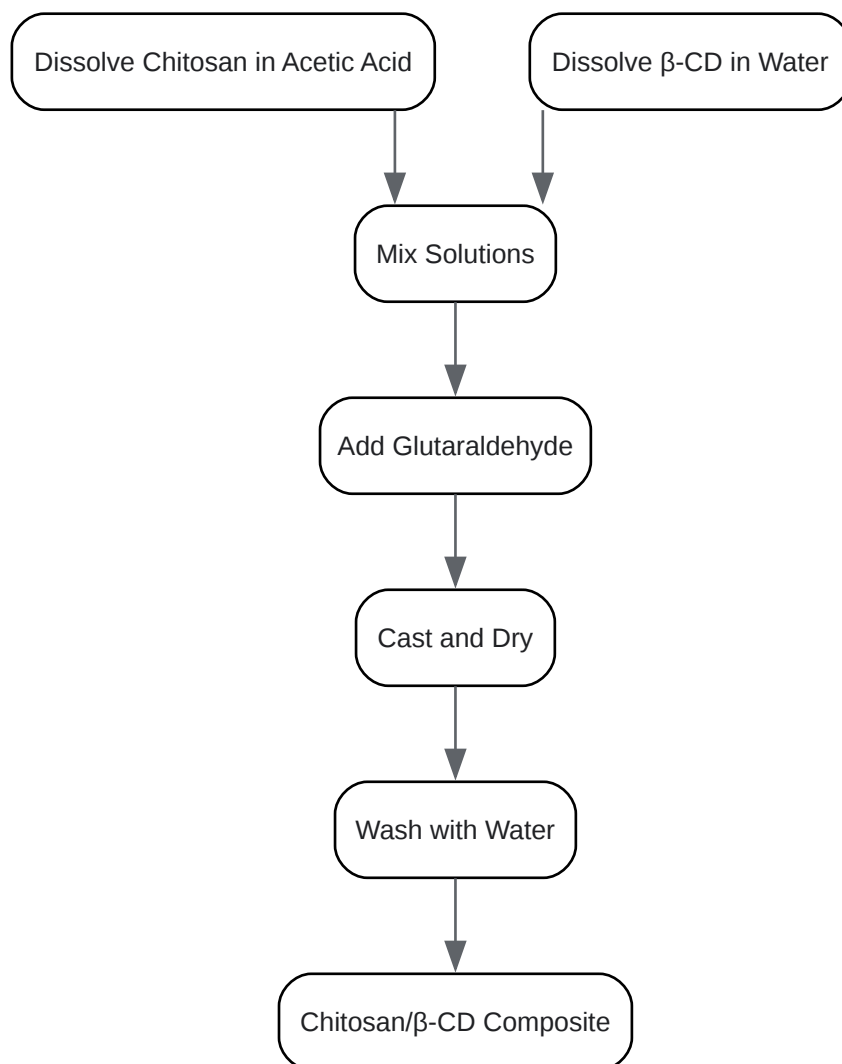 Dissolve Chitosan in Acetic Acid
Dissolve β-CD in Water
Mix Solutions
Add Glutaraldehyde
Cast and Dry
Wash with Water
Chitosan/β-CD Composite